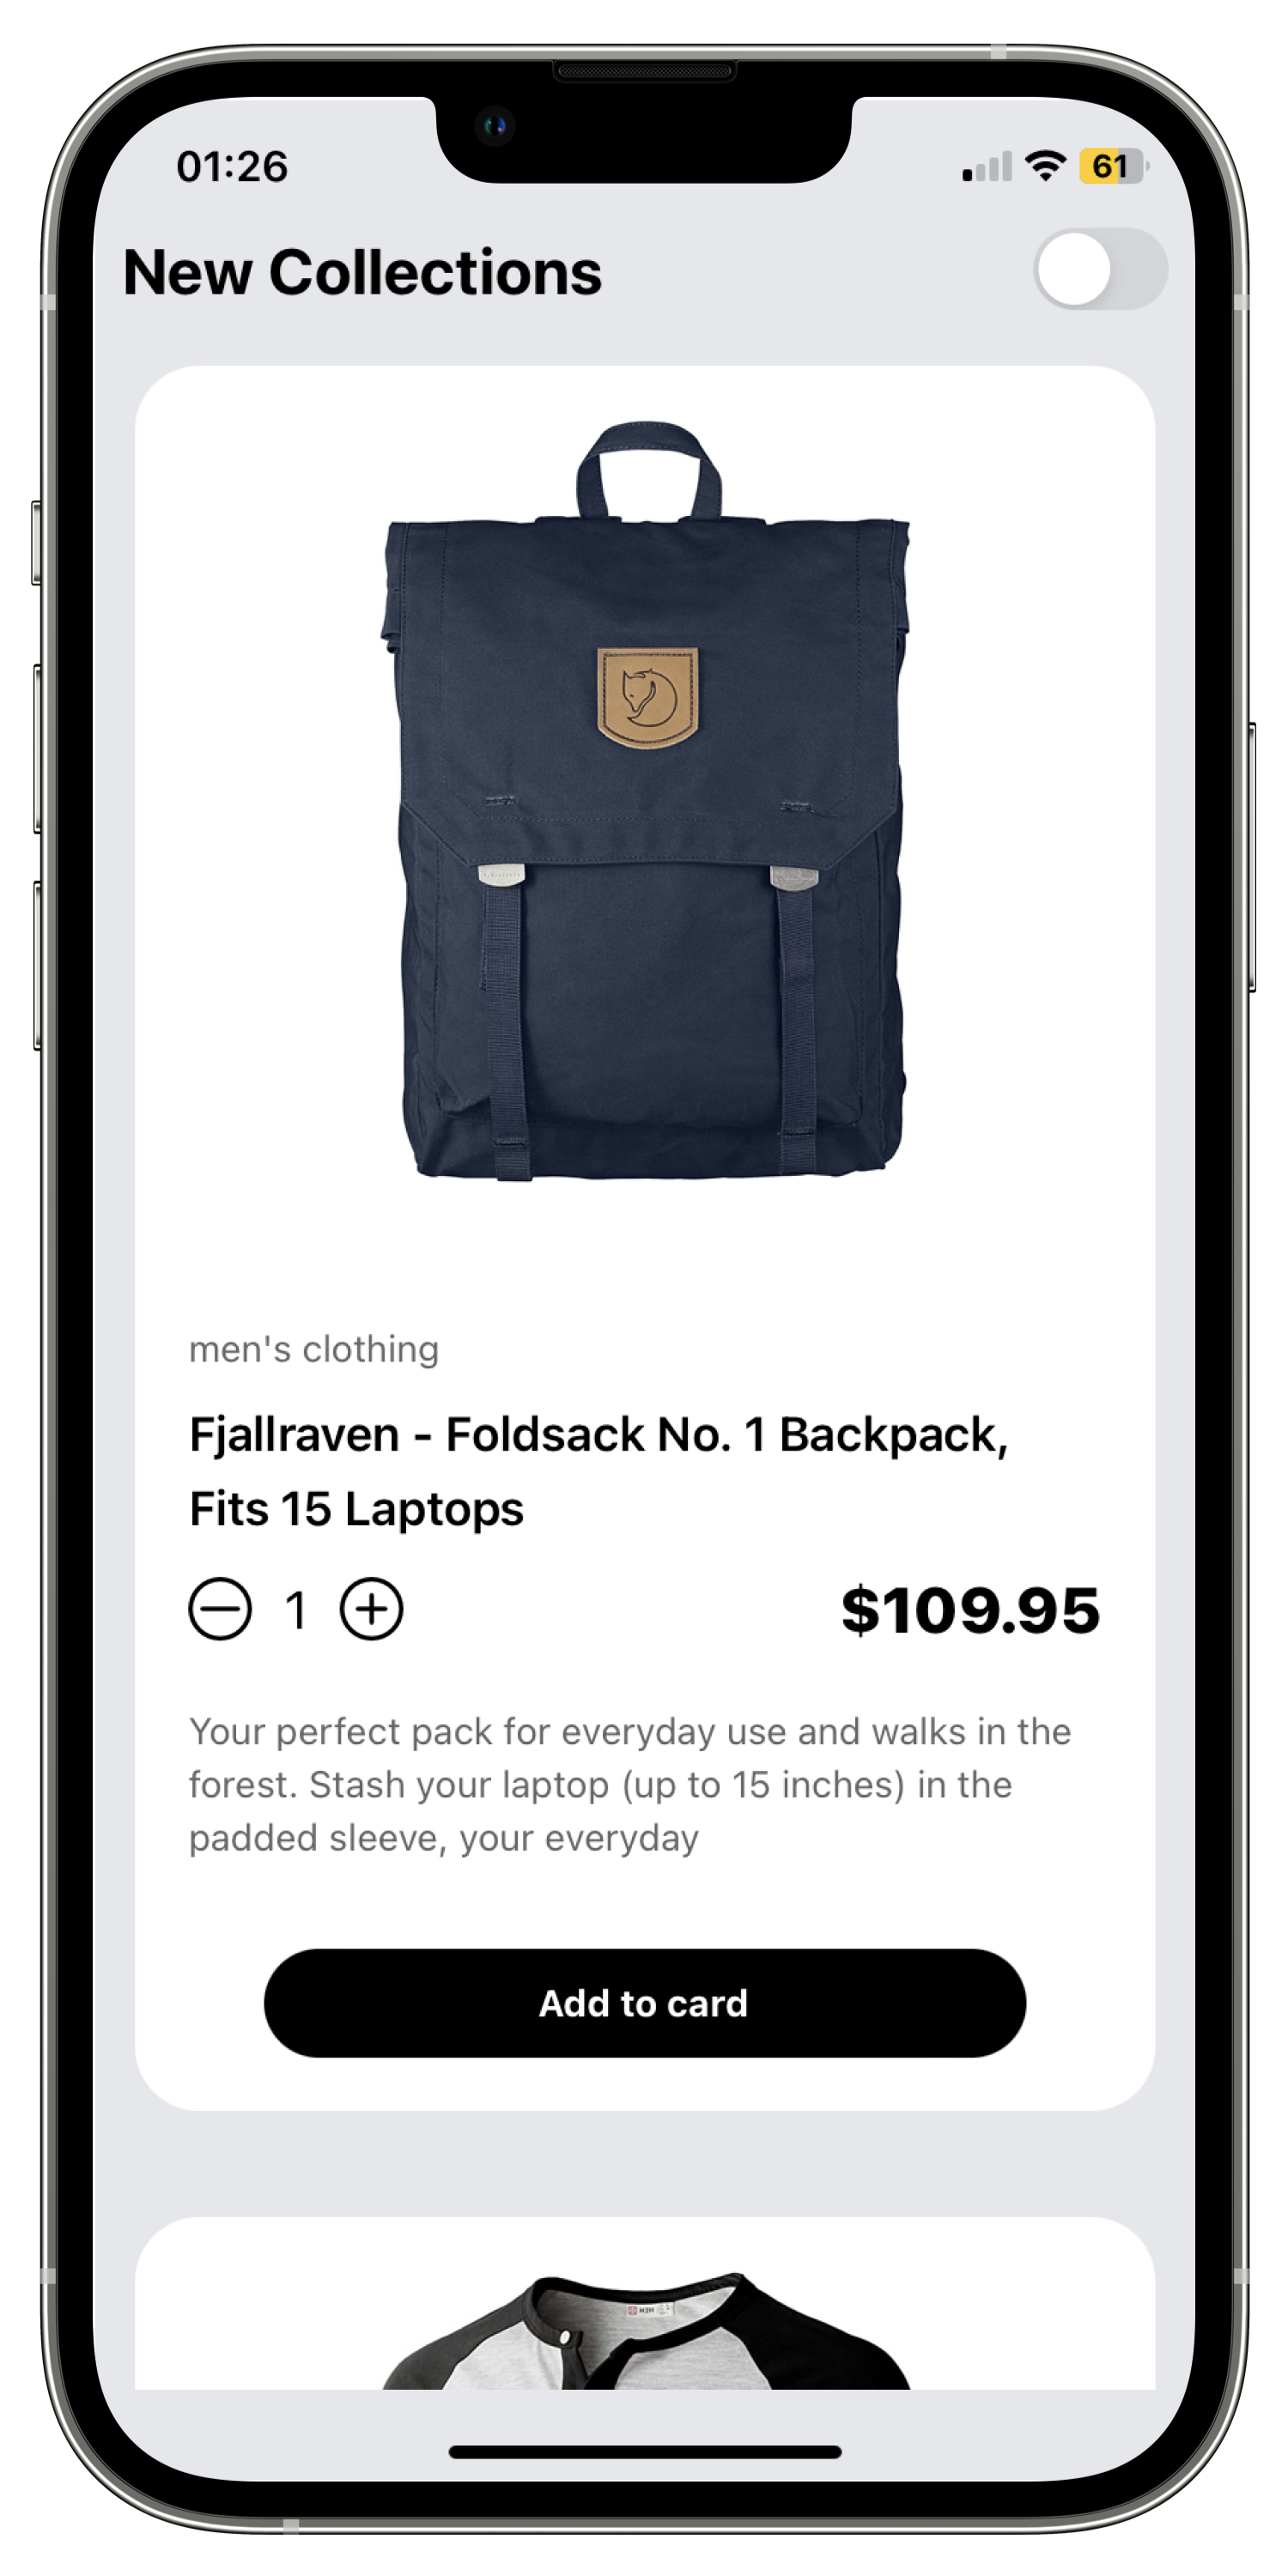 01:26
61
New Collections
men's clothing
Fjallraven - Foldsack No. 1 Backpack,
Fits 15 Laptops
1
$109.95
Your perfect pack for everyday use and walks in the
forest. Stash your laptop (up to 15 inches) in the
padded sleeve, your everyday
Add to card
H2H